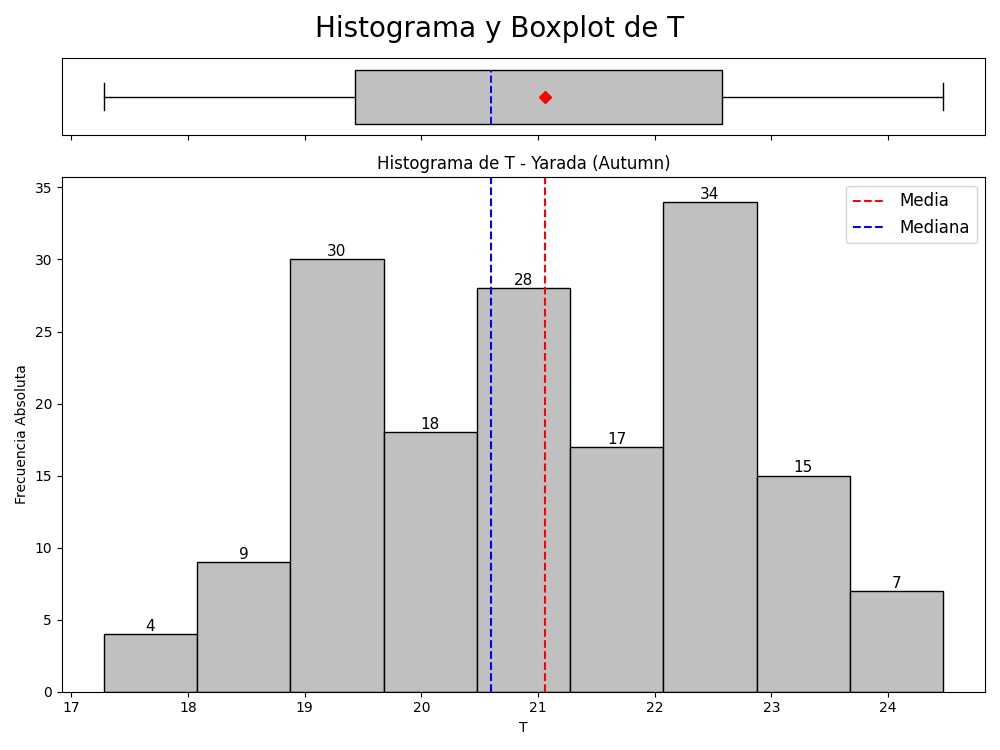 Histograma y Boxplot de T
Histograma de T - Yarada (Autumn)
Media
Mediana
Frecuencia Absoluta
35
30
25
20
15
10
5
0
4
9
30
18
28
17
34
15
7
17 18 19 20 21 22 23 24
T